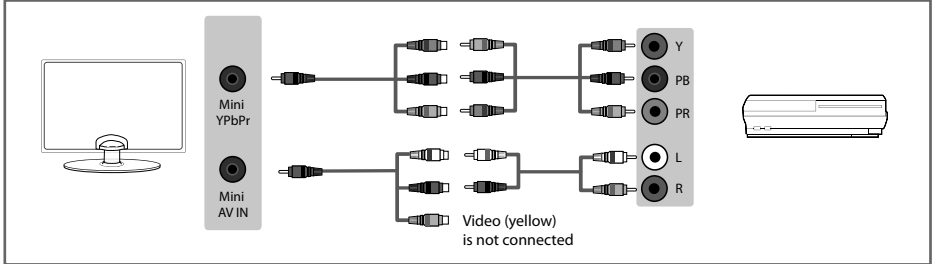 Mini
YPbPr
Mini
AV IN
Y
PB
PR
L
R
Video (yellow)
is not connected